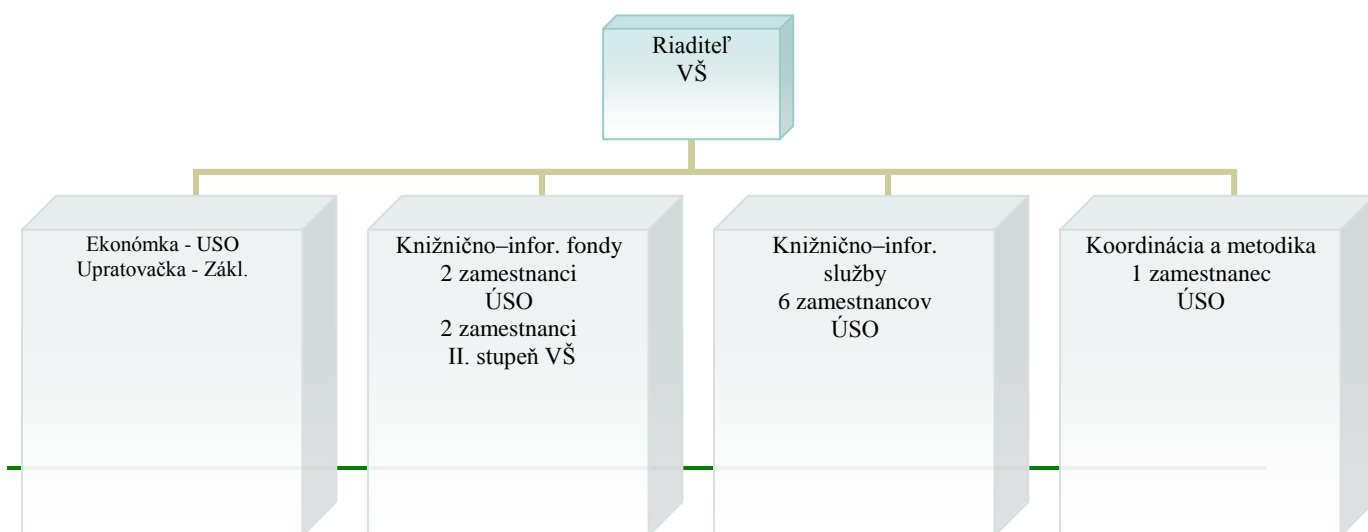 Riaditeľ
VŠ
Ekonómka - USO
Upratovačka - Zákl.
Knižnično–infor. fondy
2 zamestnanci
ÚSO
2 zamestnanci
II. stupeň VŠ
Knižnično–infor.
služby
6 zamestnancov
ÚSO
Koordinácia a metodika
1 zamestnanec
ÚSO